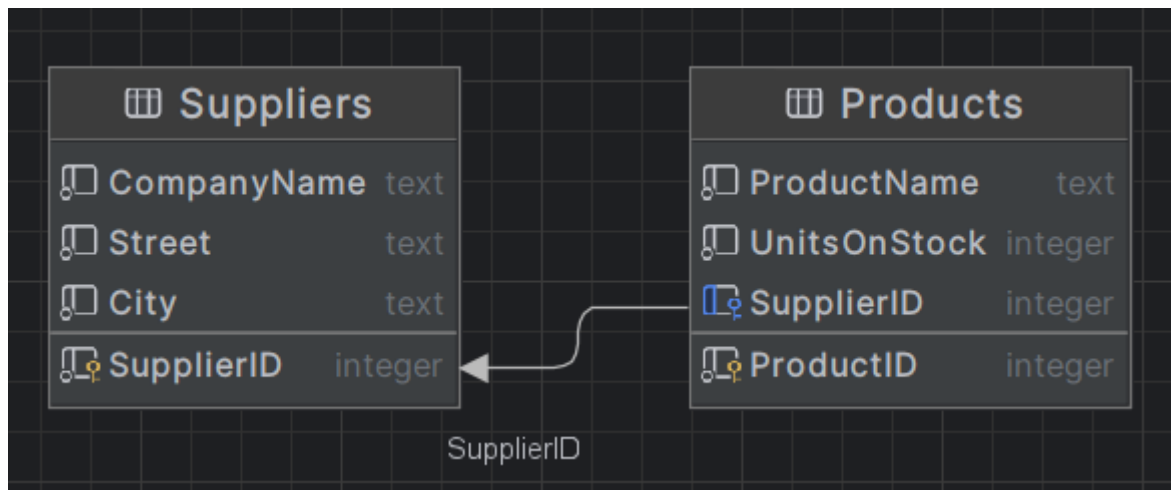 Suppliers
CompanyName text
Street text
City text
SupplierID integer
Products
ProductName text
UnitsOnStock integer
SupplierID integer
ProductID integer
SupplierID